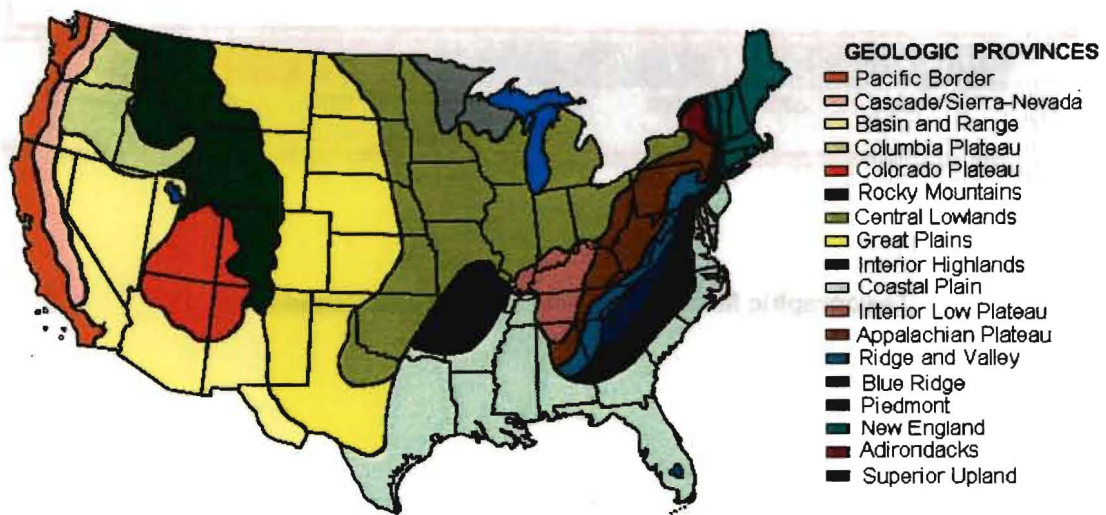 GEOLOGIC PROVINCES
Pacific Border
Cascade/Sierra-Nevada
Basin and Range
Columbia Plateau
Colorado Plateau
Rocky Mountains
Central Lowlands
Great Plains
Interior Highlands
Coastal Plain
Interior Low Plateau
Appalachian Plateau
Ridge and Valley
Blue Ridge
Piedmont
New England
Adirondacks
Superior Upland